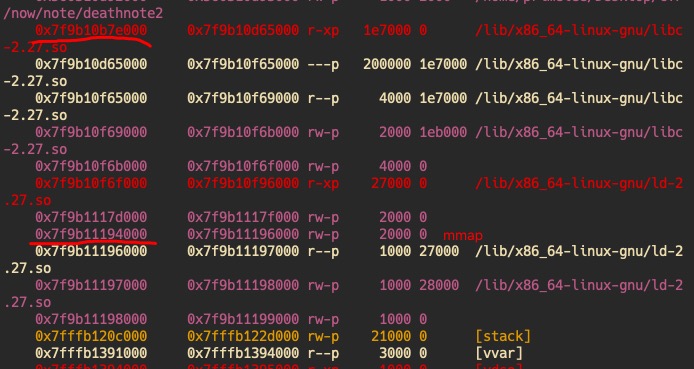 /now/note/deathnote2
0x7f9b10b7e000 0x7f9b10d65000 r-xp 1e7000 0 /lib/x86_64-linux-gnu/libc
-2.27.so
0x7f9b10d65000 0x7f9b10f65000 ---p 200000 1e7000 /lib/x86_64-linux-gnu/libc
-2.27.so
0x7f9b10f65000 0x7f9b10f69000 r--p 4000 1e7000 /lib/x86_64-linux-gnu/libc
-2.27.so
0x7f9b10f69000 0x7f9b10f6b000 rw-p 2000 1eb000 /lib/x86_64-linux-gnu/libc
-2.27.so
0x7f9b10f6b000 0x7f9b10f6f000 rw-p 4000 0
0x7f9b10f6f000 0x7f9b10f96000 r-xp 27000 0 /lib/x86_64-linux-gnu/ld-2
.27.so
0x7f9b1117d000 0x7f9b1117f000 rw-p 2000 0
0x7f9b11194000 0x7f9b11196000 rw-p 2000 0 mmap
0x7f9b11196000 0x7f9b11197000 r--p 1000 27000 /lib/x86_64-linux-gnu/ld-2
.27.so
0x7f9b11197000 0x7f9b11198000 rw-p 1000 28000 /lib/x86_64-linux-gnu/ld-2
.27.so
0x7f9b11198000 0x7f9b11199000 rw-p 1000 0
0x7fffb120c000 0x7fffb122d000 rw-p 21000 0 [stack]
0x7fffb1391000 0x7fffb1394000 r--p 3000 0 [vvar]